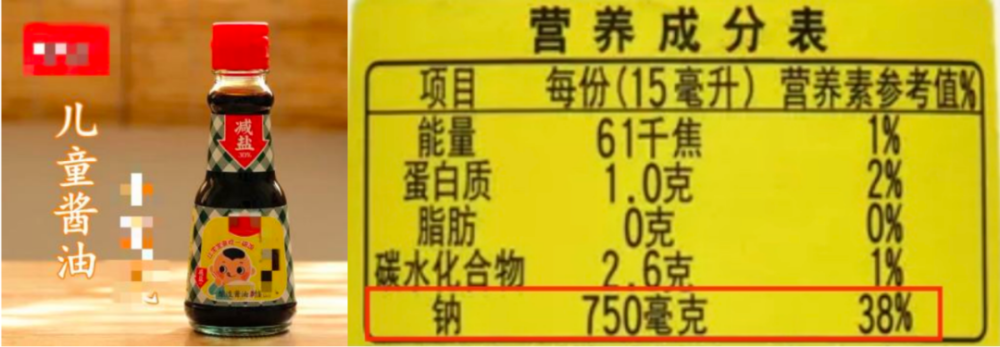 儿童酱油
减盐
30%
营养成分表
项目 每份(15毫升) 营养素参考值%
能量 61千焦 1%
蛋白质 1.0克 2%
脂肪 0克 0%
碳水化合物 2.6克 1%
钠 750毫克 38%